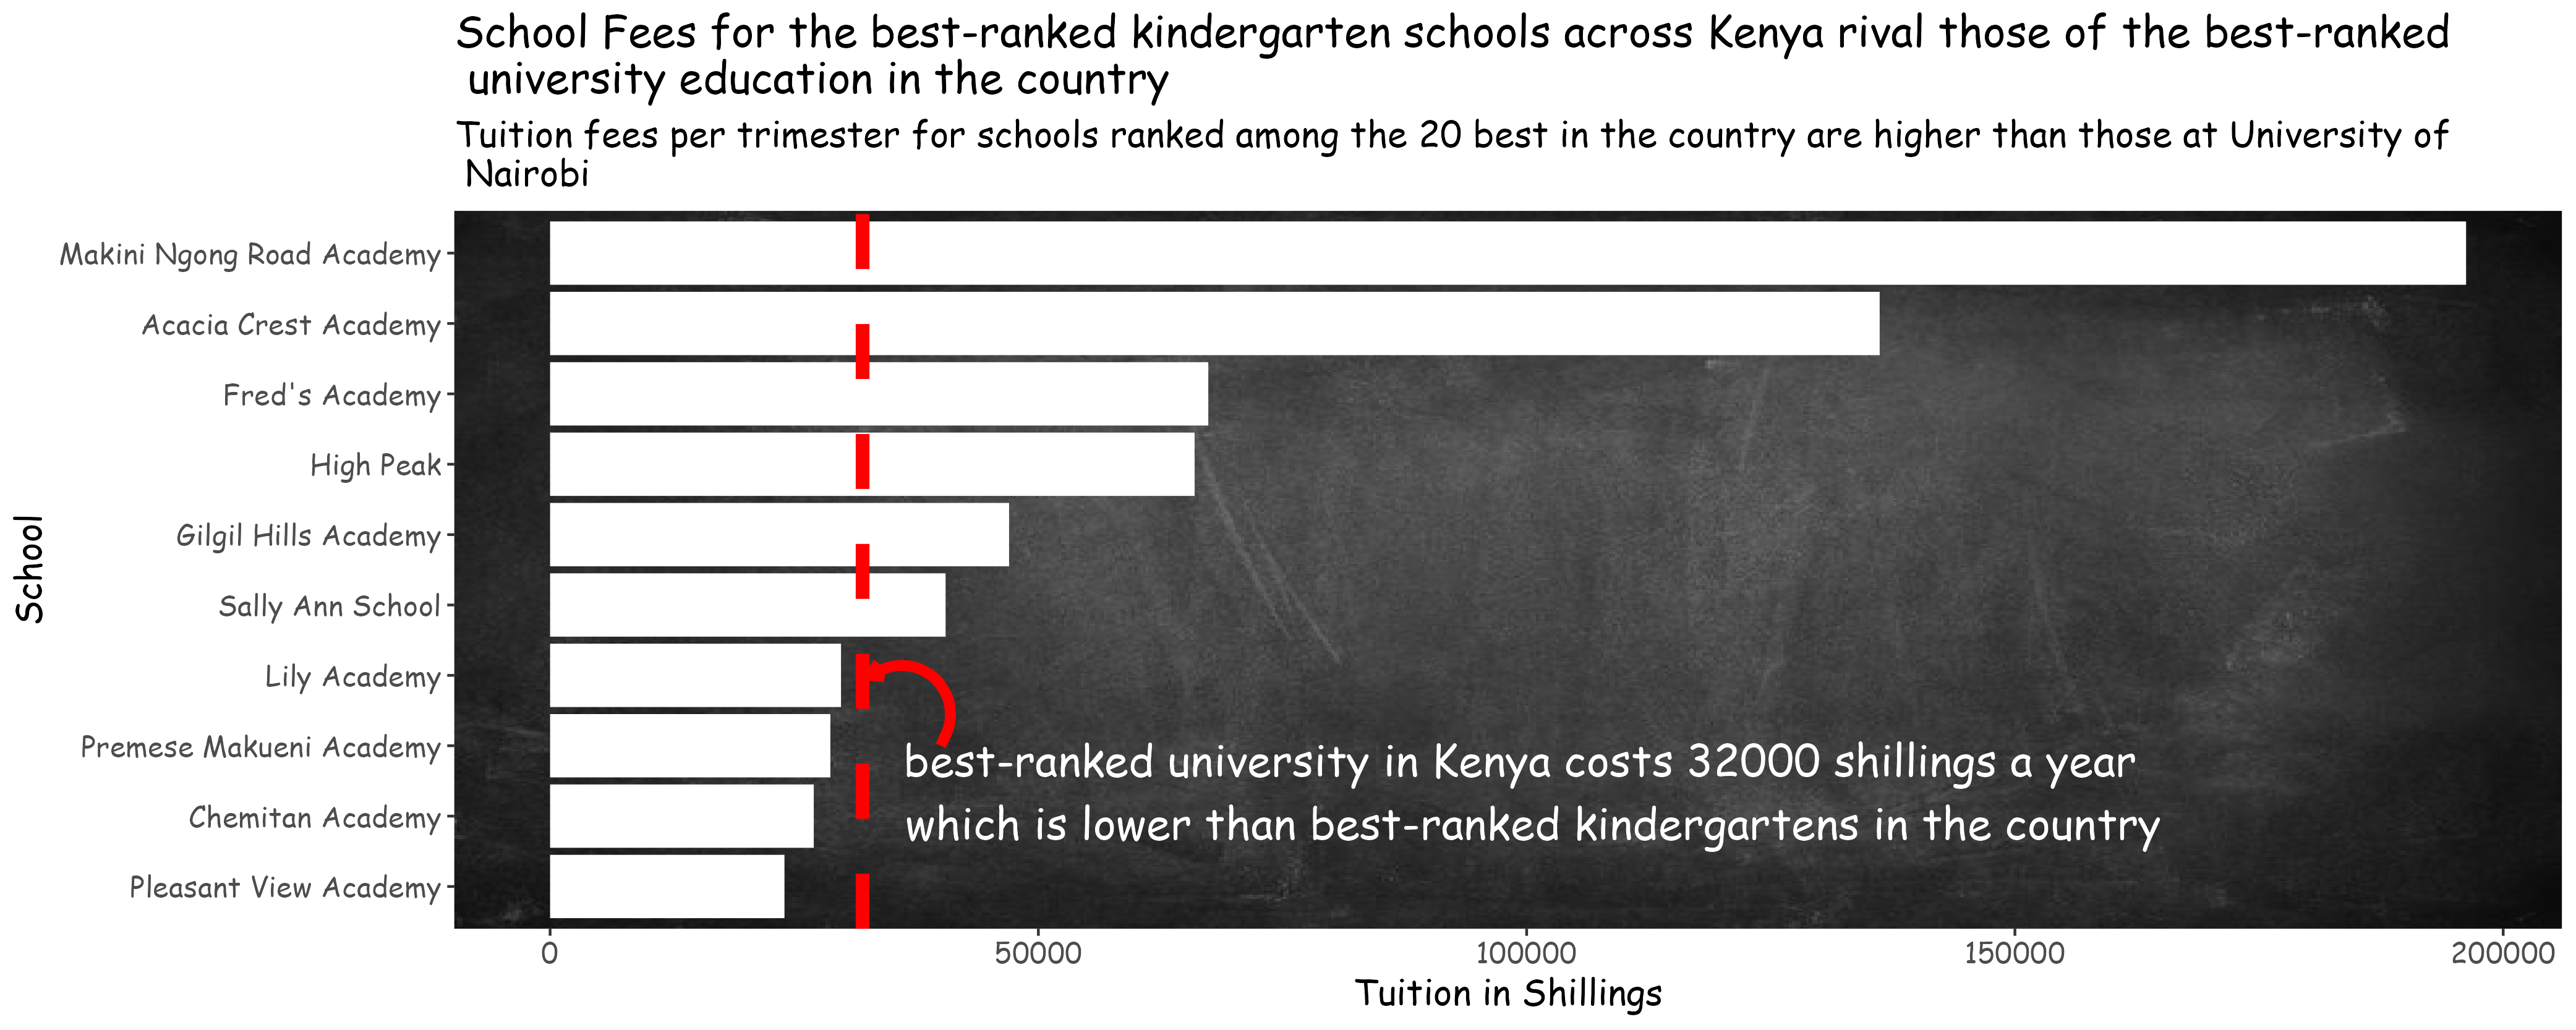 School Fees for the best-ranked kindergarten schools across Kenya rival those of the best-ranked
university education in the country
Tuition fees per trimester for schools ranked among the 20 best in the country are higher than those at University of
Nairobi
Makini Ngong Road Academy
Acacia Crest Academy
Fred's Academy
High Peak
Gilgil Hills Academy
Sally Ann School
Lily Academy
Premese Makueni Academy
Chemitan Academy
Pleasant View Academy
School
best-ranked university in Kenya costs 32000 shillings a year
which is lower than best-ranked kindergartens in the country
0 50000 100000 150000 200000
Tuition in Shillings